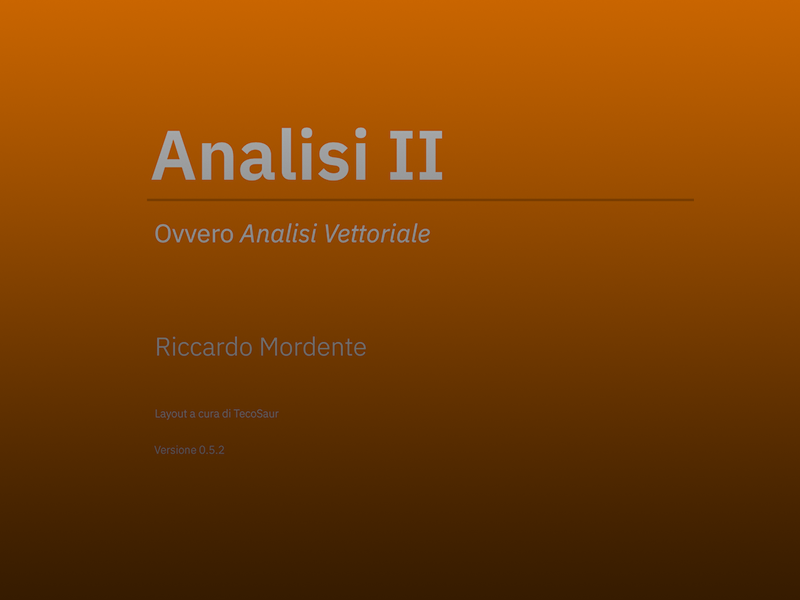 Analisi II
Ovvero Analisi Vettoriale
Riccardo Mordente
Layout a cura di TecoSaur
Versione 0.5.2